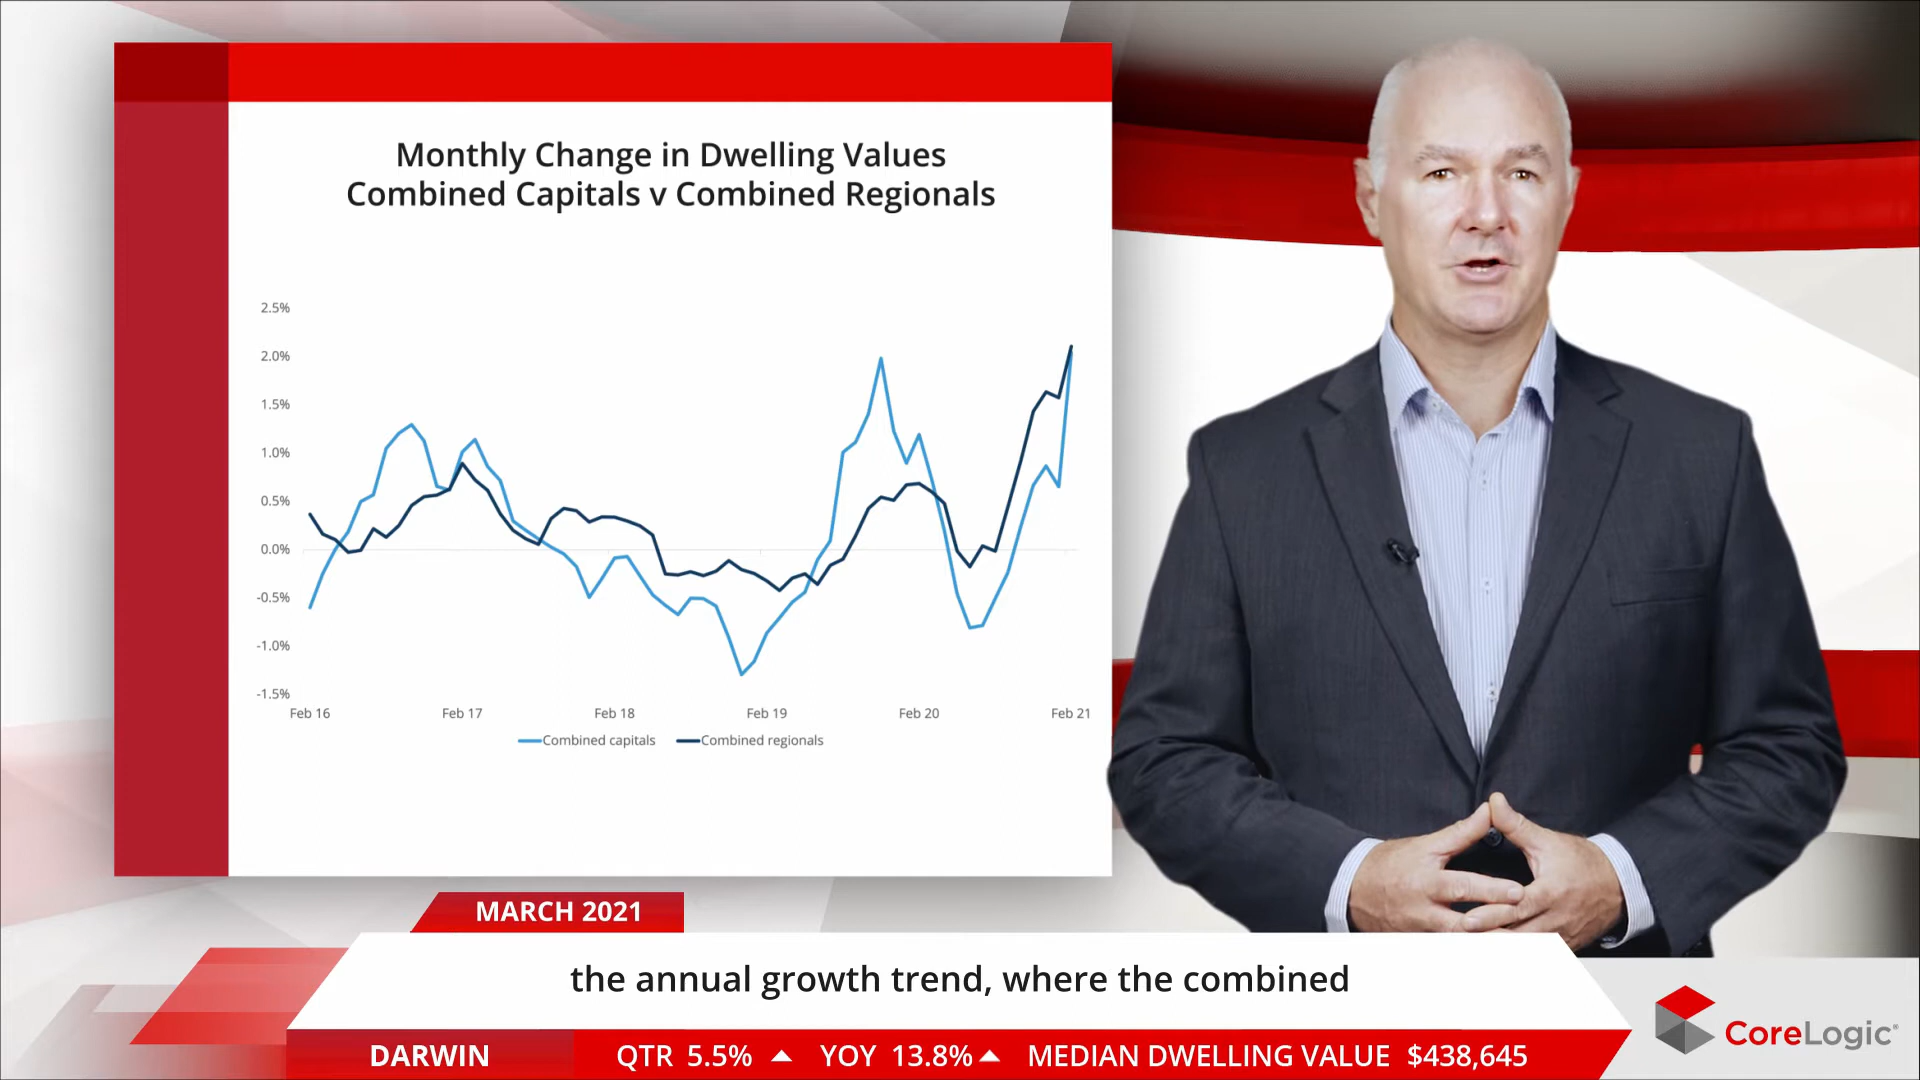 Monthly Change in Dwelling Values
Combined Capitals v Combined Regionals
2.5%
2.0%
1.5%
1.0%
0.5%
0.0%
-0.5%
-1.0%
-1.5%
Feb 16 Feb 17 Feb 18 Feb 19 Feb 20 Feb 21
Combined capitals Combined regionals
MARCH 2021
the annual growth trend, where the combined
DARWIN QTR 5.5% YOY 13.8% MEDIAN DWELLING VALUE $438,645
CoreLogic®